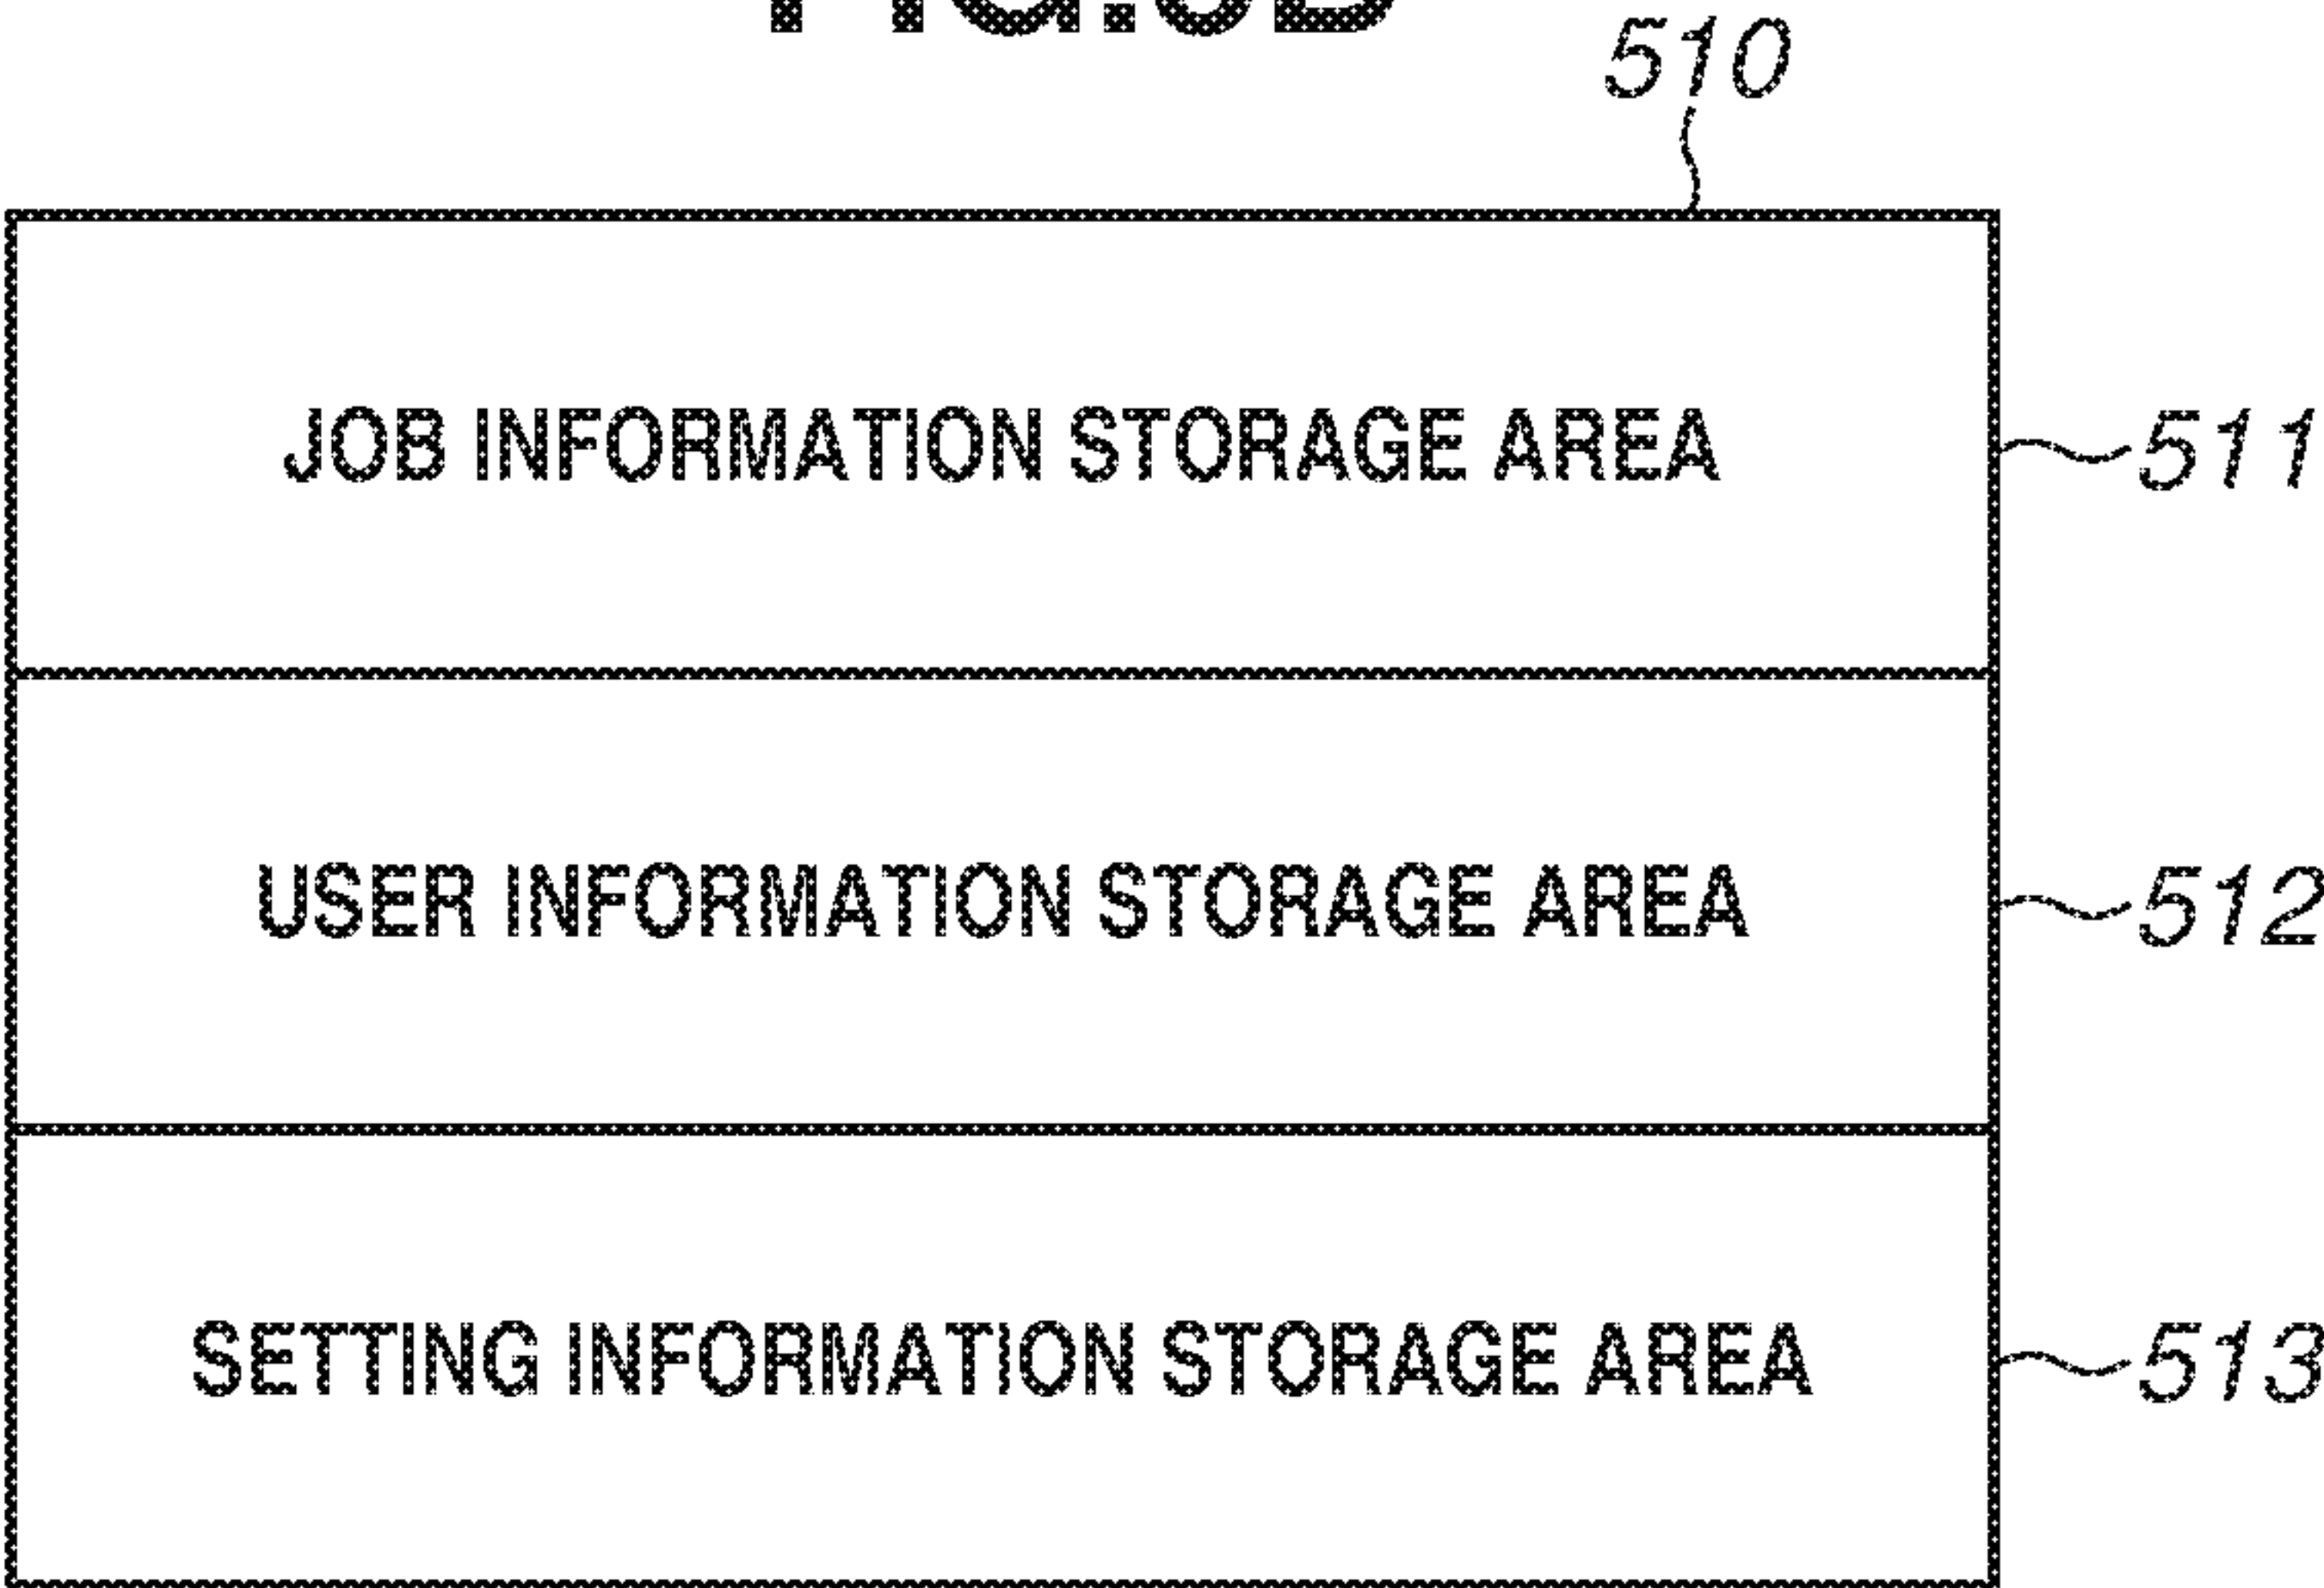 510
JOB INFORMATION STORAGE AREA
511
USER INFORMATION STORAGE AREA
512
SETTING INFORMATION STORAGE AREA
513